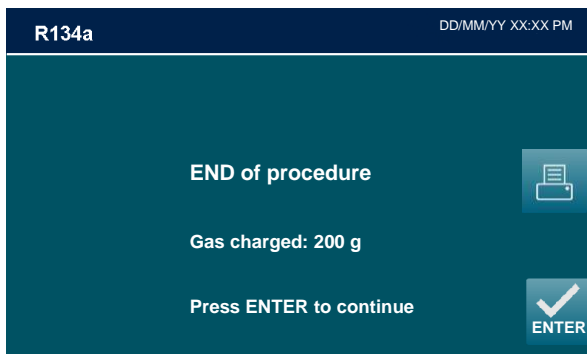 R134a
DD/MM/YY XX:XX PM
END of procedure
Gas charged: 200 g
Press ENTER to continue
ENTER